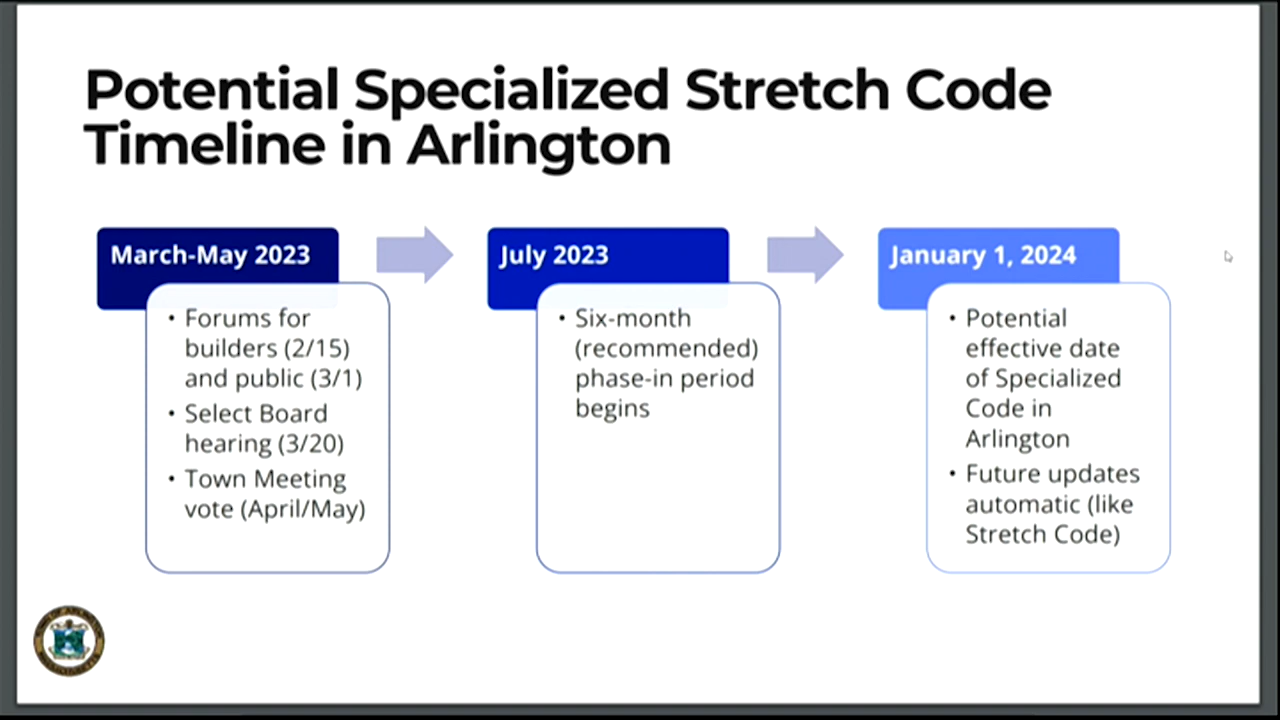 Potential Specialized Stretch Code
Timeline in Arlington
March-May 2023
• Forums for
builders (2/15)
and public (3/1)
• Select Board
hearing (3/20)
• Town Meeting
vote (April/May)
July 2023
• Six-month
(recommended)
phase-in period
begins
January 1, 2024
• Potential
effective date
of Specialized
Code in
Arlington
• Future updates
automatic (like
Stretch Code)